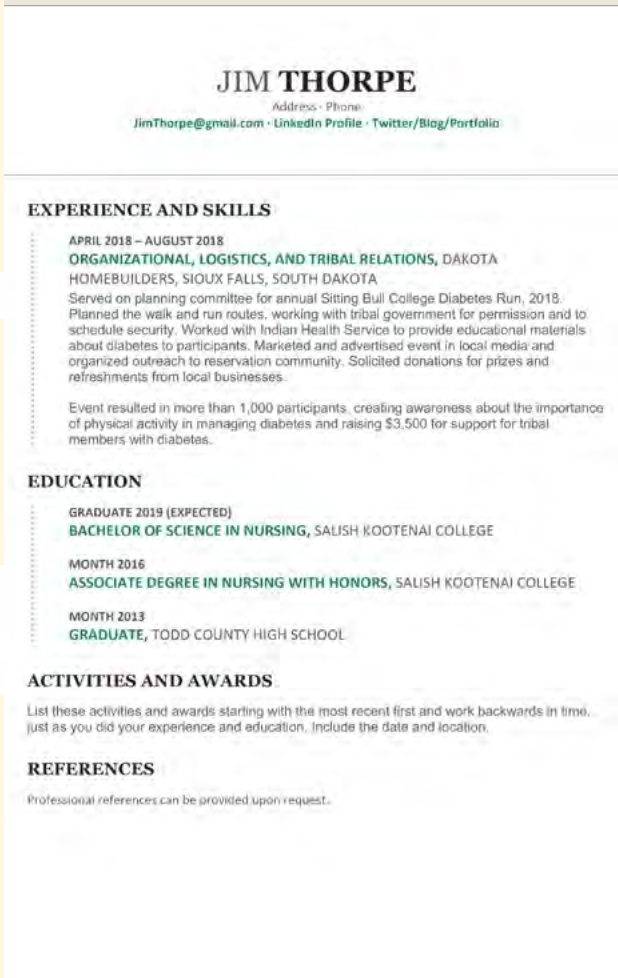 JIM THORPE
Address · Phone
JimThorpe@gmail.com · LinkedIn Profile · Twitter/Blog/Portfolio
EXPERIENCE AND SKILLS
APRIL 2018 – AUGUST 2018
ORGANIZATIONAL, LOGISTICS, AND TRIBAL RELATIONS, DAKOTA
HOMEBUILDERS, SIOUX FALLS, SOUTH DAKOTA
Served on planning committee for annual Sitting Bull College Diabetes Run, 2018.
Planned the walk and run routes, working with tribal government for permission and to
schedule security. Worked with Indian Health Service to provide educational materials
about diabetes to participants. Marketed and advertised event in local media and
organized outreach to reservation community. Solicited donations for prizes and
refreshments from local businesses.
Event resulted in more than 1,000 participants, creating awareness about the importance
of physical activity in managing diabetes and raising $3,500 for support for tribal
members with diabetes.
EDUCATION
GRADUATE 2019 (EXPECTED)
BACHELOR OF SCIENCE IN NURSING, SALISH KOOTENAI COLLEGE
MONTH 2016
ASSOCIATE DEGREE IN NURSING WITH HONORS, SALISH KOOTENAI COLLEGE
MONTH 2013
GRADUATE, TODD COUNTY HIGH SCHOOL
ACTIVITIES AND AWARDS
List these activities and awards starting with the most recent first and work backwards in time,
just as you did your experience and education. Include the date and location.
REFERENCES
Professional references can be provided upon request.